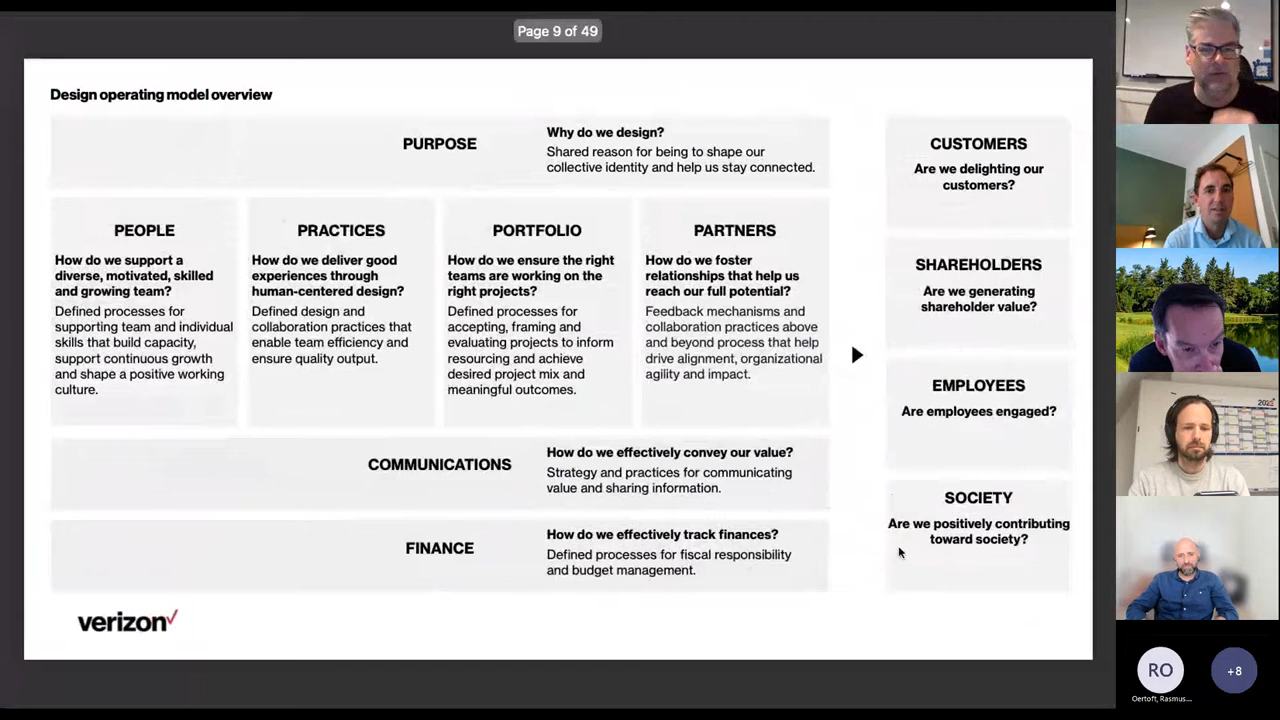 Page 9 of 49
Design operating model overview
PURPOSE
Why do we design?
Shared reason for being to shape our
collective identity and help us stay connected.
PEOPLE
How do we support a
diverse, motivated, skilled
and growing team?
Defined processes for
supporting team and individual
skills that build capacity,
support continuous growth
and shape a positive working
culture.
PRACTICES
How do we deliver good
experiences through
human-centered design?
Defined design and
collaboration practices that
enable team efficiency and
ensure quality output.
PORTFOLIO
How do we ensure the right
teams are working on the
right projects?
Defined processes for
accepting, framing and
evaluating projects to inform
resourcing and achieve
desired project mix and
meaningful outcomes.
PARTNERS
How do we foster
relationships that help us
reach our full potential?
Feedback mechanisms and
collaboration practices above
and beyond process that help
drive alignment, organizational
agility and impact.
COMMUNICATIONS
How do we effectively convey our value?
Strategy and practices for communicating
value and sharing information.
FINANCE
How do we effectively track finances?
Defined processes for fiscal responsibility
and budget management.
CUSTOMERS
Are we delighting our
customers?
SHAREHOLDERS
Are we generating
shareholder value?
EMPLOYEES
Are employees engaged?
SOCIETY
Are we positively contributing
toward society?
verizon
RO
+8
Oertoft, Rasmus...